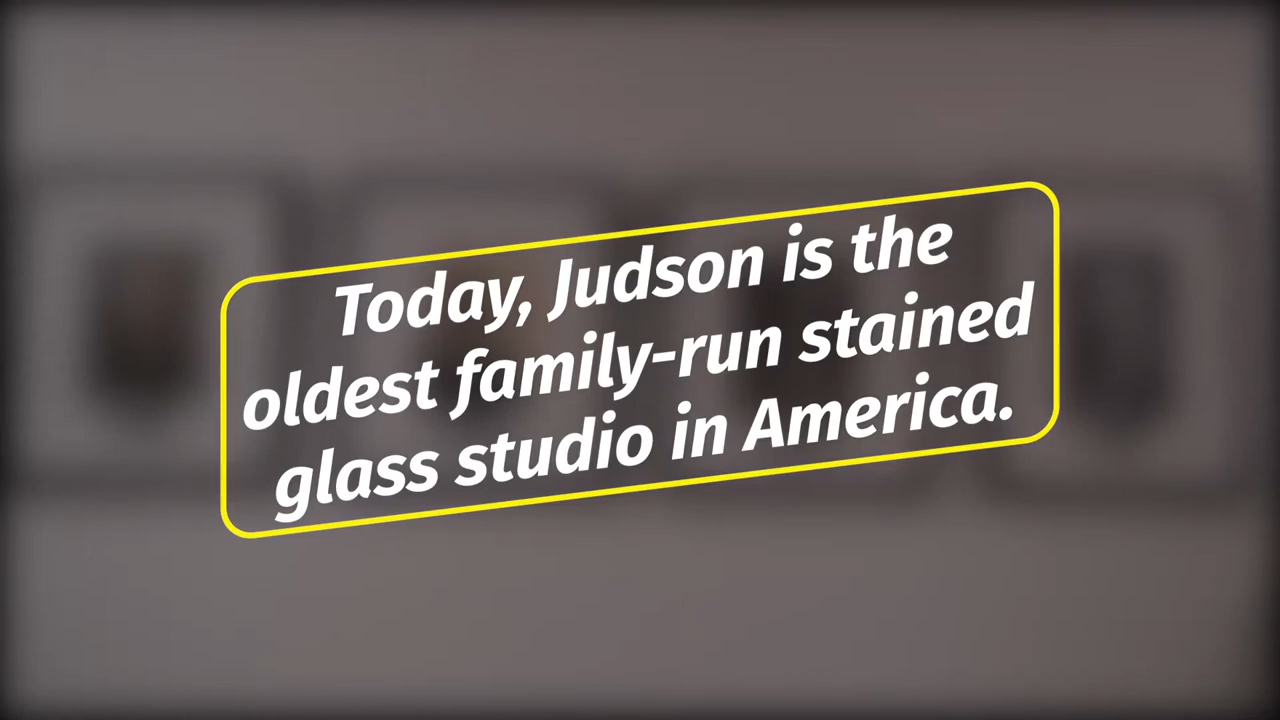 Today, Judson is the
oldest family-run stained
glass studio in America.